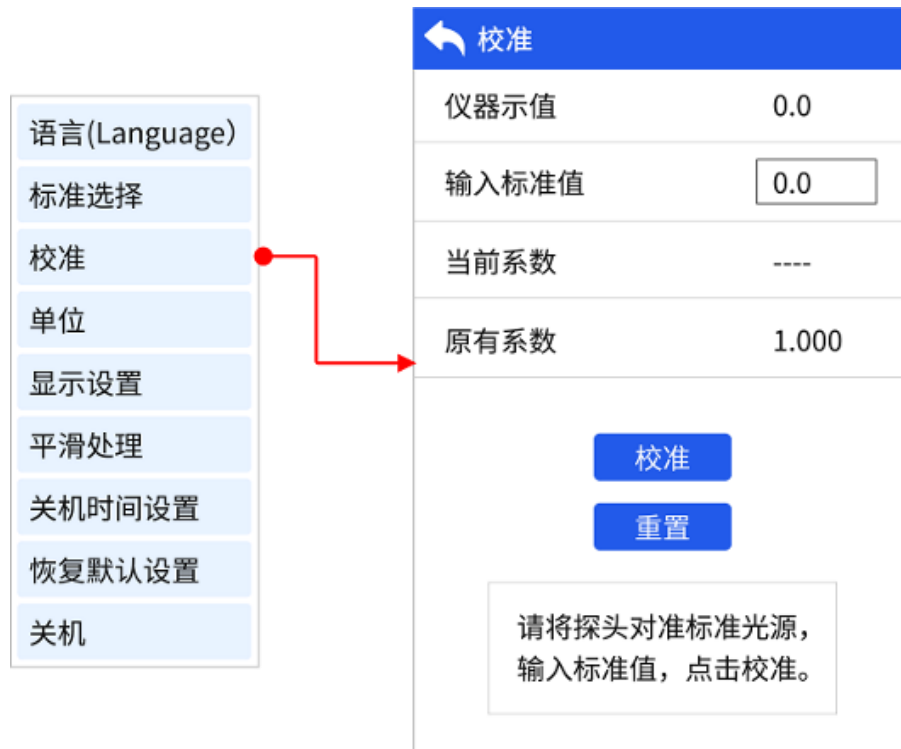 语言(Language）
标准选择
校准
单位
显示设置
平滑处理
关机时间设置
恢复默认设置
关机
校准
仪器示值 0.0
输入标准值 0.0
当前系数 ----
原有系数 1.000
校准
重置
请将探头对准标准光源，
输入标准值，点击校准。